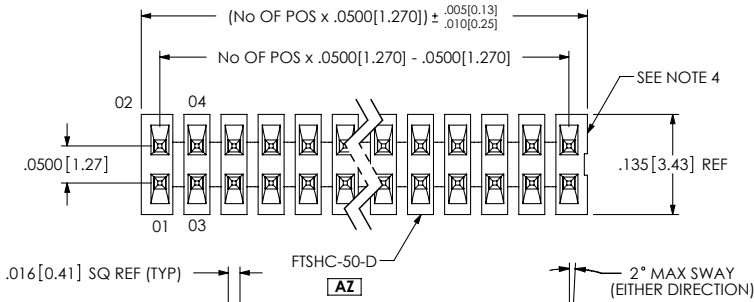 (No OF POS x .0500[1.270]) ± .005[0.13]
.010[0.25]
No OF POS x .0500[1.270] - .0500[1.270]
SEE NOTE 4
02 04
.0500 [1.27]
.135[3.43] REF
01 03
FTSHC-50-D
.016[0.41] SQ REF (TYP)
AZ
2° MAX SWAY
(EITHER DIRECTION)